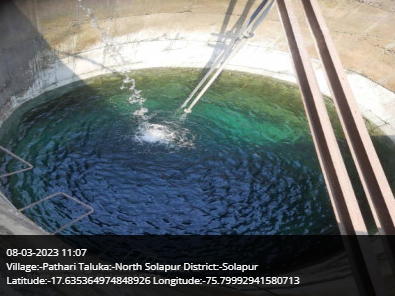 08-03-2023 11:07
Village:-Pathari Taluka:-North Solapur District:-Solapur
Latitude:-17.635364974848926 Longitude:-75.79992941580713